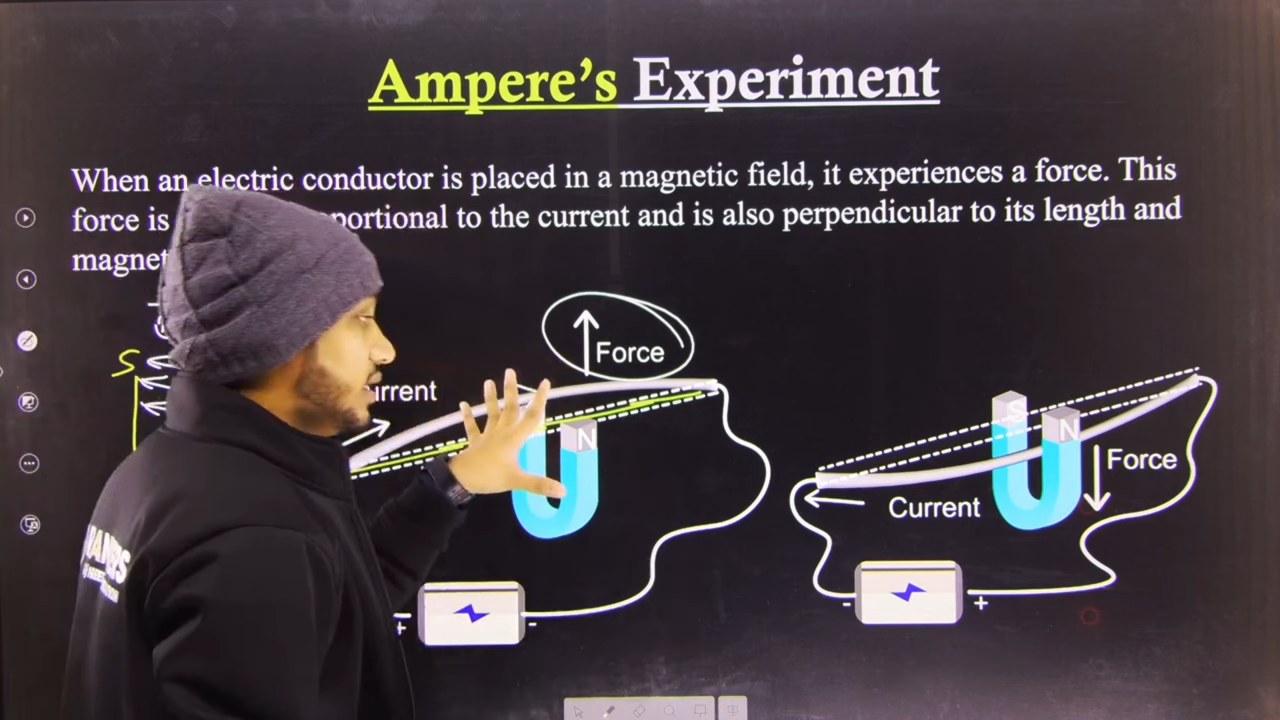 Ampere's Experiment
When an electric conductor is placed in a magnetic field, it experiences a force. This
force is portional to the current and is also perpendicular to its length and
magnet
S
Force
urrent
N
S
N
Force
Current
+
-
-
+